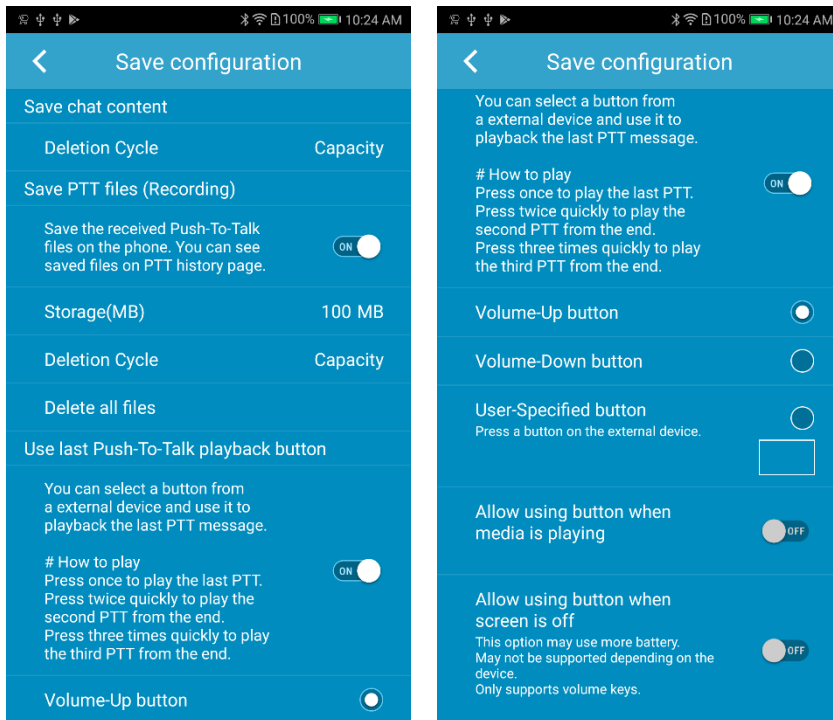 100% 10:24 AM
Save configuration
Save chat content
Deletion Cycle Capacity
Save PTT files (Recording)
Save the received Push-To-Talk
files on the phone. You can see
saved files on PTT history page.
ON
Storage(MB) 100 MB
Deletion Cycle Capacity
Delete all files
Use last Push-To-Talk playback button
You can select a button from
a external device and use it to
playback the last PTT message.
# How to play
Press once to play the last PTT.
Press twice quickly to play the
second PTT from the end.
Press three times quickly to play
the third PTT from the end.
ON
Volume-Up button
100% 10:24 AM
Save configuration
You can select a button from
a external device and use it to
playback the last PTT message.
# How to play
Press once to play the last PTT.
Press twice quickly to play the
second PTT from the end.
Press three times quickly to play
the third PTT from the end.
ON
Volume-Up button
Volume-Down button
User-Specified button
Press a button on the external device.
Allow using button when
media is playing
OFF
Allow using button when
screen is off
This option may use more battery.
May not be supported depending on the
device.
Only supports volume keys.
OFF